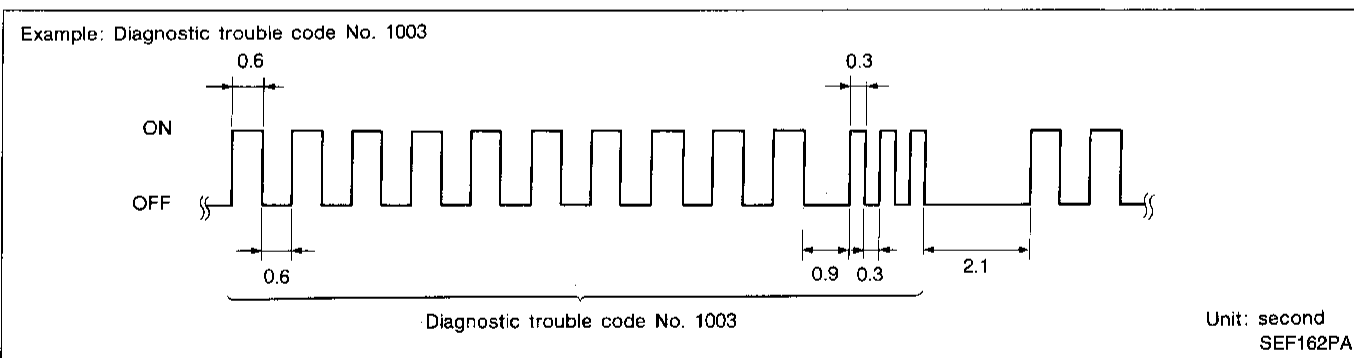 Example: Diagnostic trouble code No. 1003
0.6
0.3
ON
OFF
0.6
0.9
0.3
2.1
Diagnostic trouble code No. 1003
Unit: second
SEF162PA